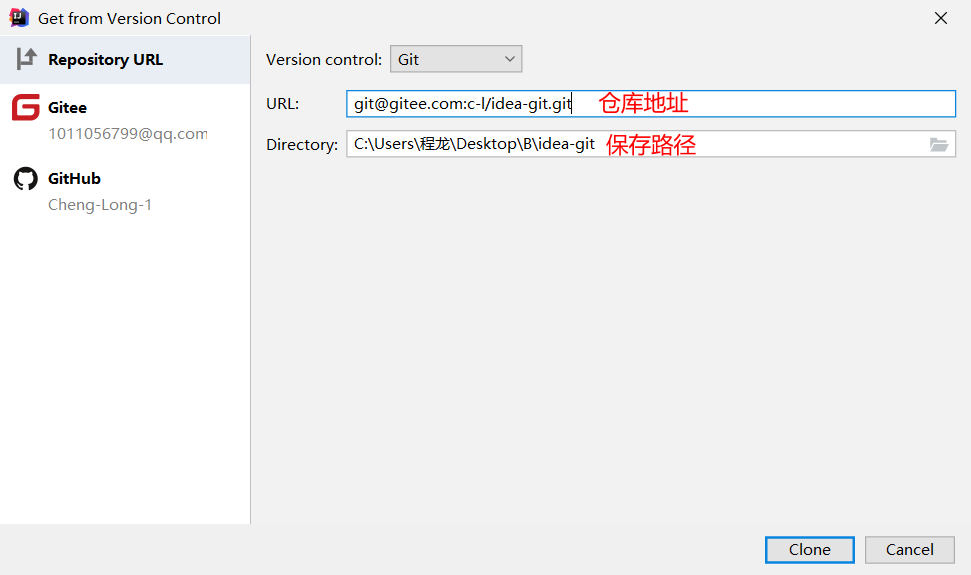 Get from Version Control
Repository URL
Gitee
1011056799@qq.com
GitHub
Cheng-Long-1
Version control: Git
URL: git@gitee.com:c-l/idea-git.git 仓库地址
Directory: C:\Users\程龙\Desktop\B\idea-git 保存路径
Clone Cancel